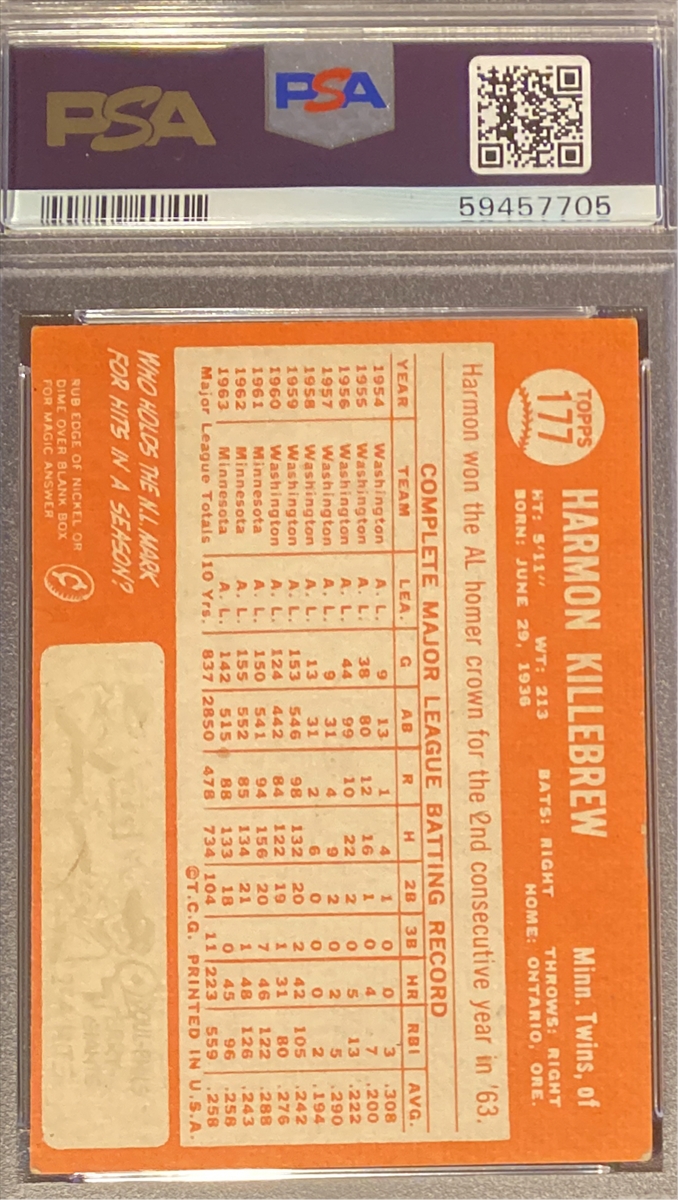 PSA
PSA
59457705
TOPPS
177
HARMON KILLEBREW
Minn. Twins, of
HT: 5'11" WT: 213 BATS: RIGHT THROWS: RIGHT
BORN: JUNE 29, 1936 HOME: ONTARIO, ORE.
Harmon won the AL homer crown for the 2nd consecutive year in '63.
COMPLETE MAJOR LEAGUE BATTING RECORD
YEAR TEAM LEA. G AB R H 2B 3B HR RBI AVG.
1954 Washington A. L. 9 13 1 4 1 0 0 3 .308
1955 Washington A. L. 38 80 12 16 1 0 4 7 .200
1956 Washington A. L. 44 99 10 22 2 0 5 13 .222
1957 Washington A. L. 9 31 4 9 2 0 2 5 .290
1958 Washington A. L. 13 31 2 6 0 0 0 2 .194
1959 Washington A. L. 153 546 98 132 20 2 42 105 .242
1960 Washington A. L. 124 442 84 122 19 1 31 80 .276
1961 Minnesota A. L. 150 541 94 156 20 7 46 122 .288
1962 Minnesota A. L. 155 552 85 134 21 1 48 126 .243
1963 Minnesota A. L. 142 515 88 133 18 0 45 96 .258
Major League Totals 10 Yrs. 837 2850 478 734 104 11 223 559 .258
©T.C.G. PRINTED IN U.S.A.
WHO HOLDS THE N.L. MARK
FOR HITS IN A SEASON?
RUB EDGE OF NICKEL OR
DIME OVER BLANK BOX
FOR MAGIC ANSWER